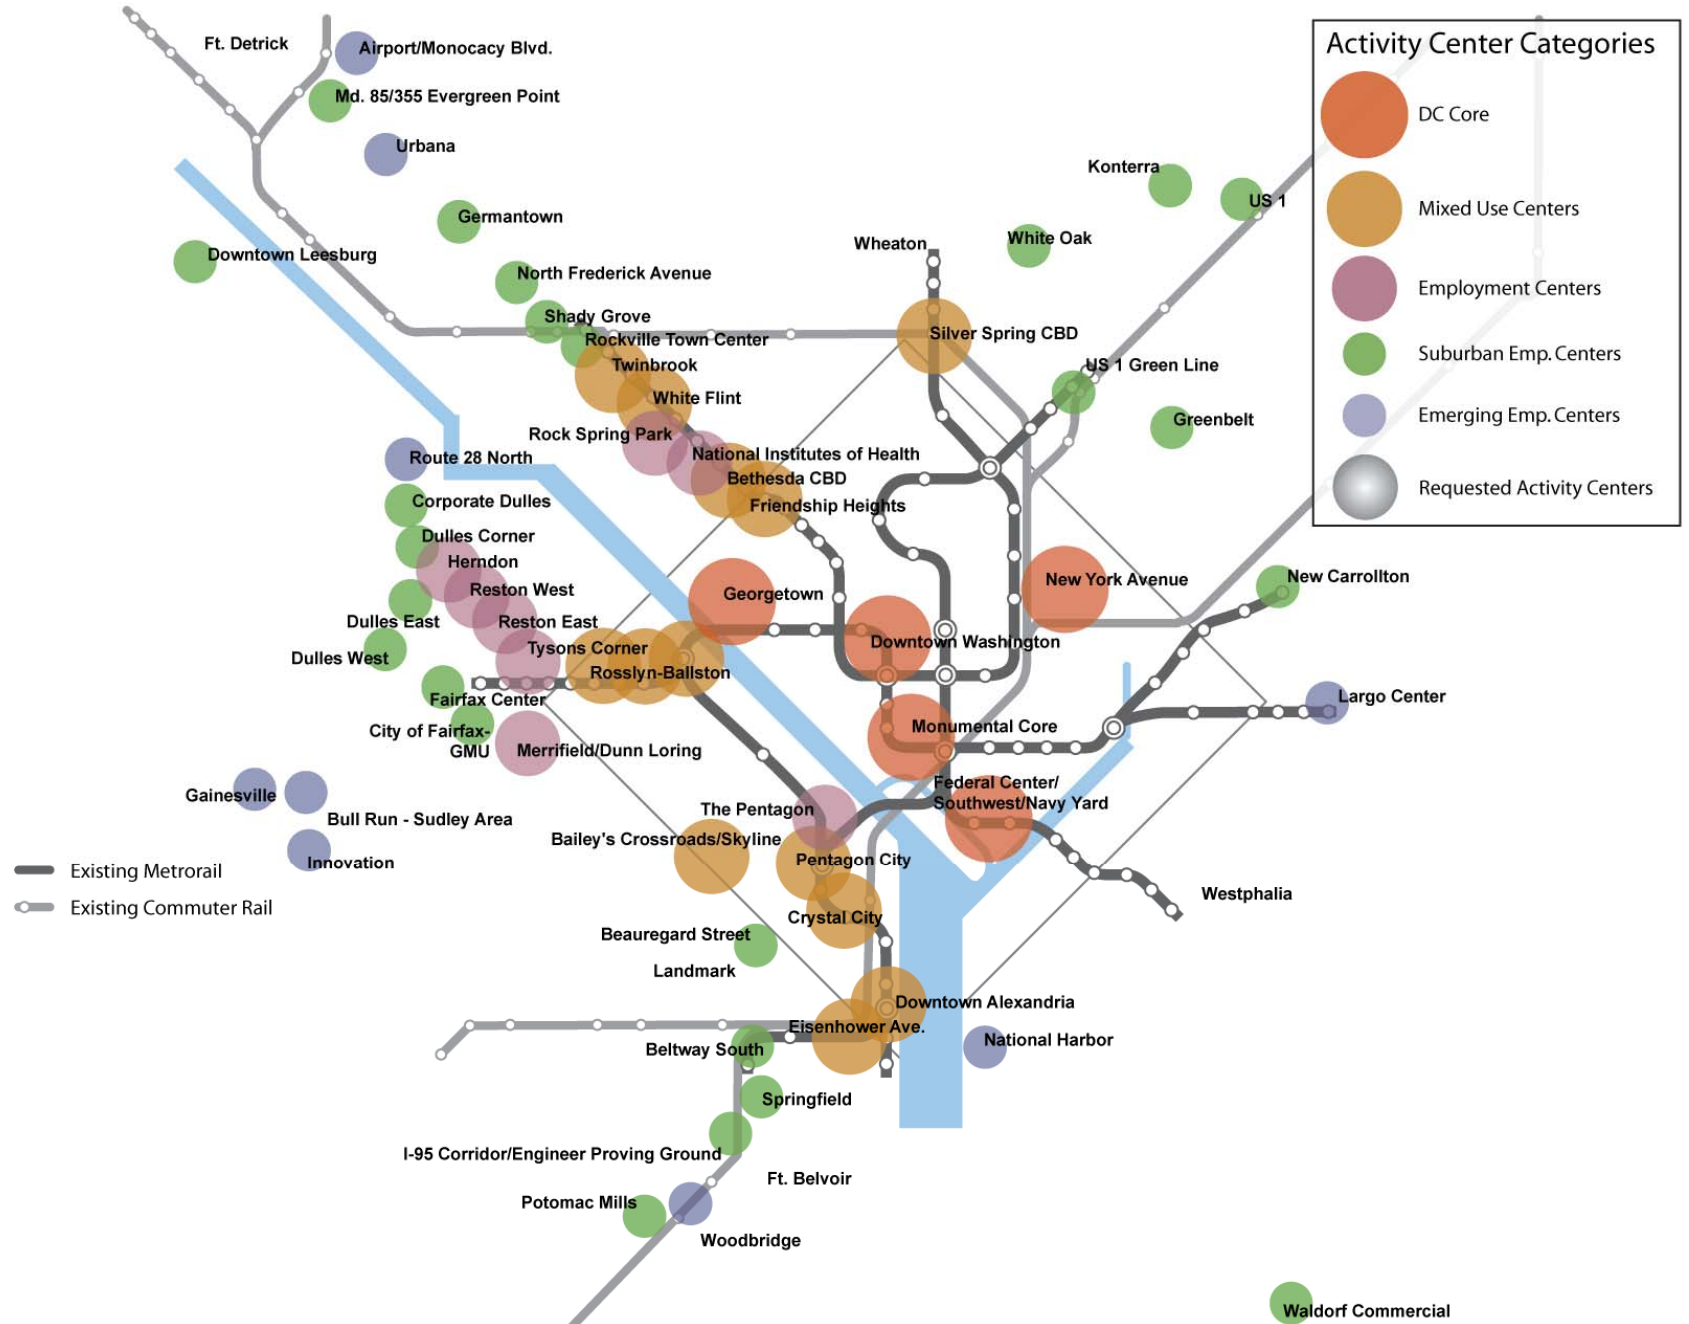 Ft. Detrick
Airport/Monocacy Blvd.
Md. 85/355 Evergreen Point
Urbana
Germantown
Downtown Leesburg
North Frederick Avenue
Shady Grove
Rockville Town Center
Twinbrook
White Flint
Rock Spring Park
National Institutes of Health
Bethesda CBD
Friendship Heights
Wheaton
Silver Spring CBD
White Oak
Konterra
US 1
US 1 Green Line
Greenbelt
Activity Center Categories
DC Core
Mixed Use Centers
Employment Centers
Suburban Emp. Centers
Emerging Emp. Centers
Requested Activity Centers
Route 28 North
Corporate Dulles
Dulles Corner
Herndon
Reston West
Reston East
Dulles East
Dulles West
Tysons Corner
Rosslyn-Ballston
Fairfax Center
City of Fairfax-
GMU
Merrifield/Dunn Loring
Georgetown
Downtown Washington
New York Avenue
New Carrollton
Largo Center
Monumental Core
Federal Center/
Southwest/Navy Yard
The Pentagon
Bailey's Crossroads/Skyline
Pentagon City
Crystal City
Gainesville
Bull Run - Sudley Area
Innovation
Existing Metrorail
Existing Commuter Rail
Westphalia
Beauregard Street
Landmark
Downtown Alexandria
Eisenhower Ave.
Beltway South
National Harbor
Springfield
I-95 Corridor/Engineer Proving Ground
Ft. Belvoir
Potomac Mills
Woodbridge
Waldorf Commercial